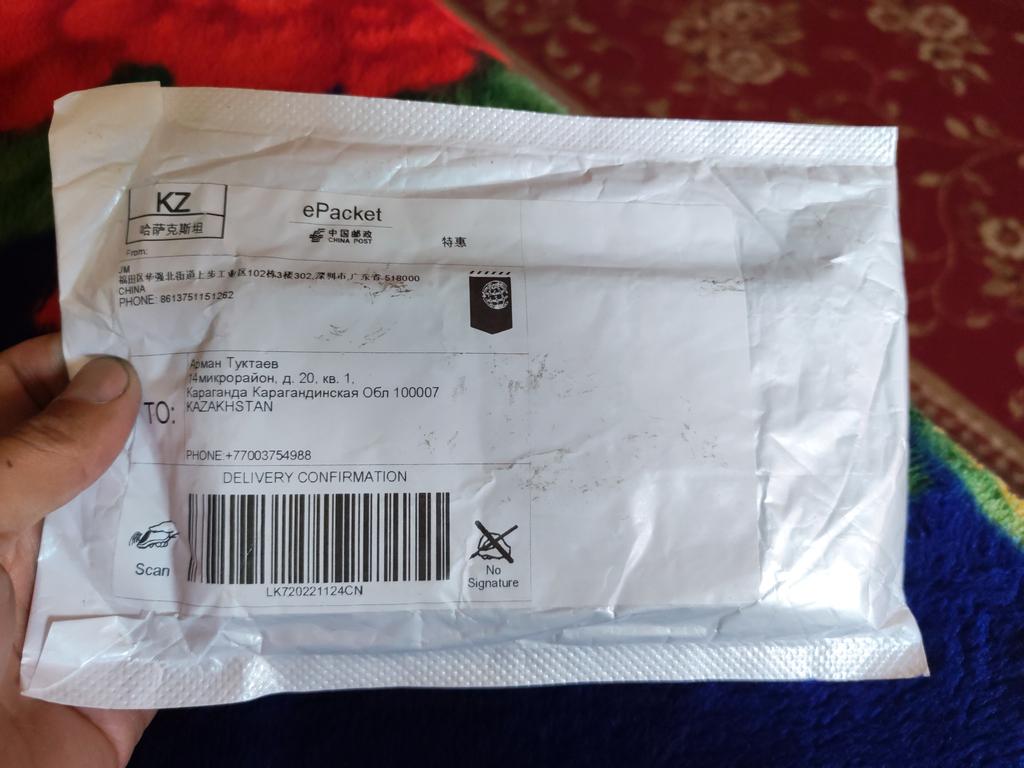 KZ
哈萨克斯坦
ePacket
中国邮政
CHINA POST
特惠
From:
JM
福田区华强北街道上步工业区102栋3楼302,深圳市,广东省 518000
CHINA
PHONE: 8613751151262
TO:
Арман Туктаев
14микрорайон, д. 20, кв. 1,
Караганда Карагандинская Обл 100007
KAZAKHSTAN
PHONE:+77003754988
DELIVERY CONFIRMATION
Scan
LK720221124CN
No
Signature